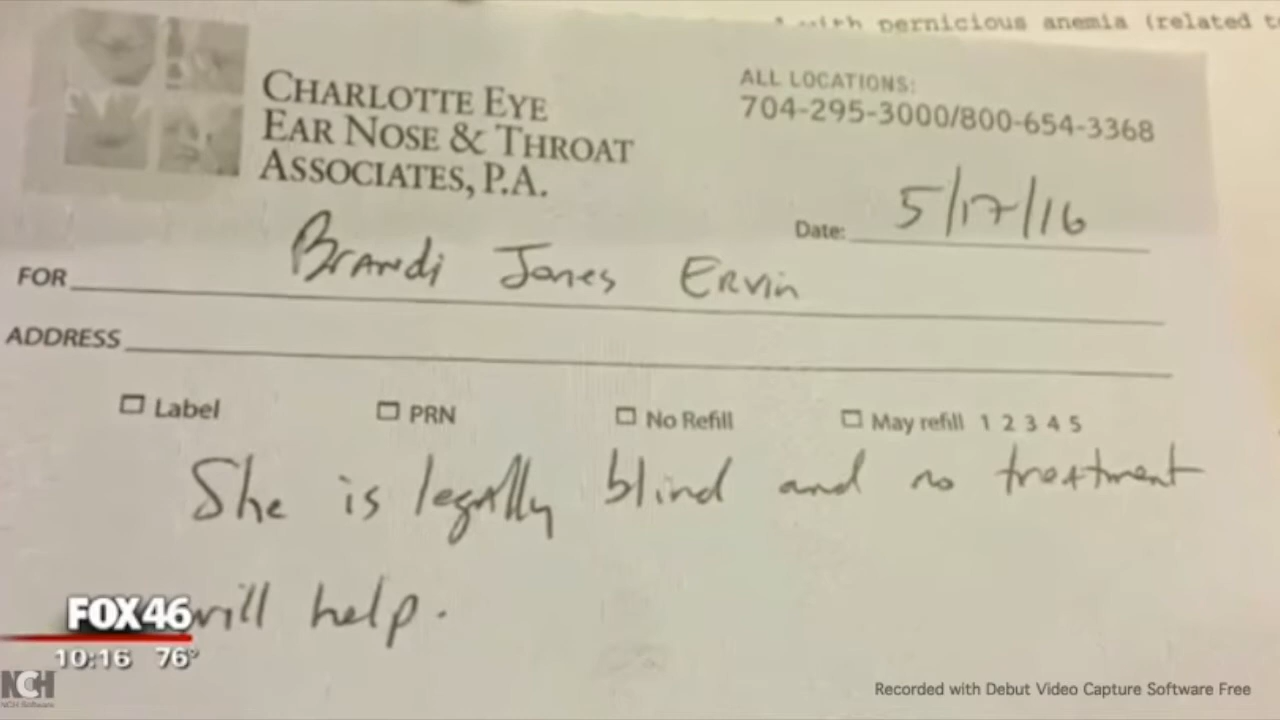 with pernicious anemia (related to
CHARLOTTE EYE
EAR NOSE & THROAT
ASSOCIATES, P.A.
ALL LOCATIONS:
704-295-3000/800-654-3368
Date: 5/17/16
FOR Brandi Jones Ervin
ADDRESS
Label PRN No Refill May refill 1 2 3 4 5
She is legally blind and no treatment
will help.
FOX46
10:16 76°
NCH
NCH Software
Recorded with Debut Video Capture Software Free